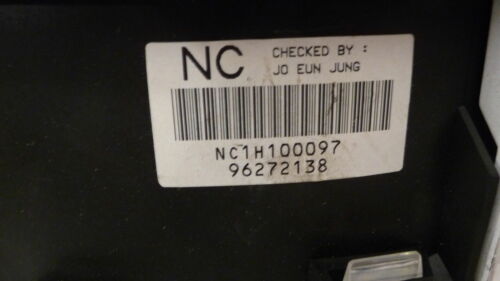 NC
CHECKED BY :
JO EUN JUNG
NC1H100097
96272138